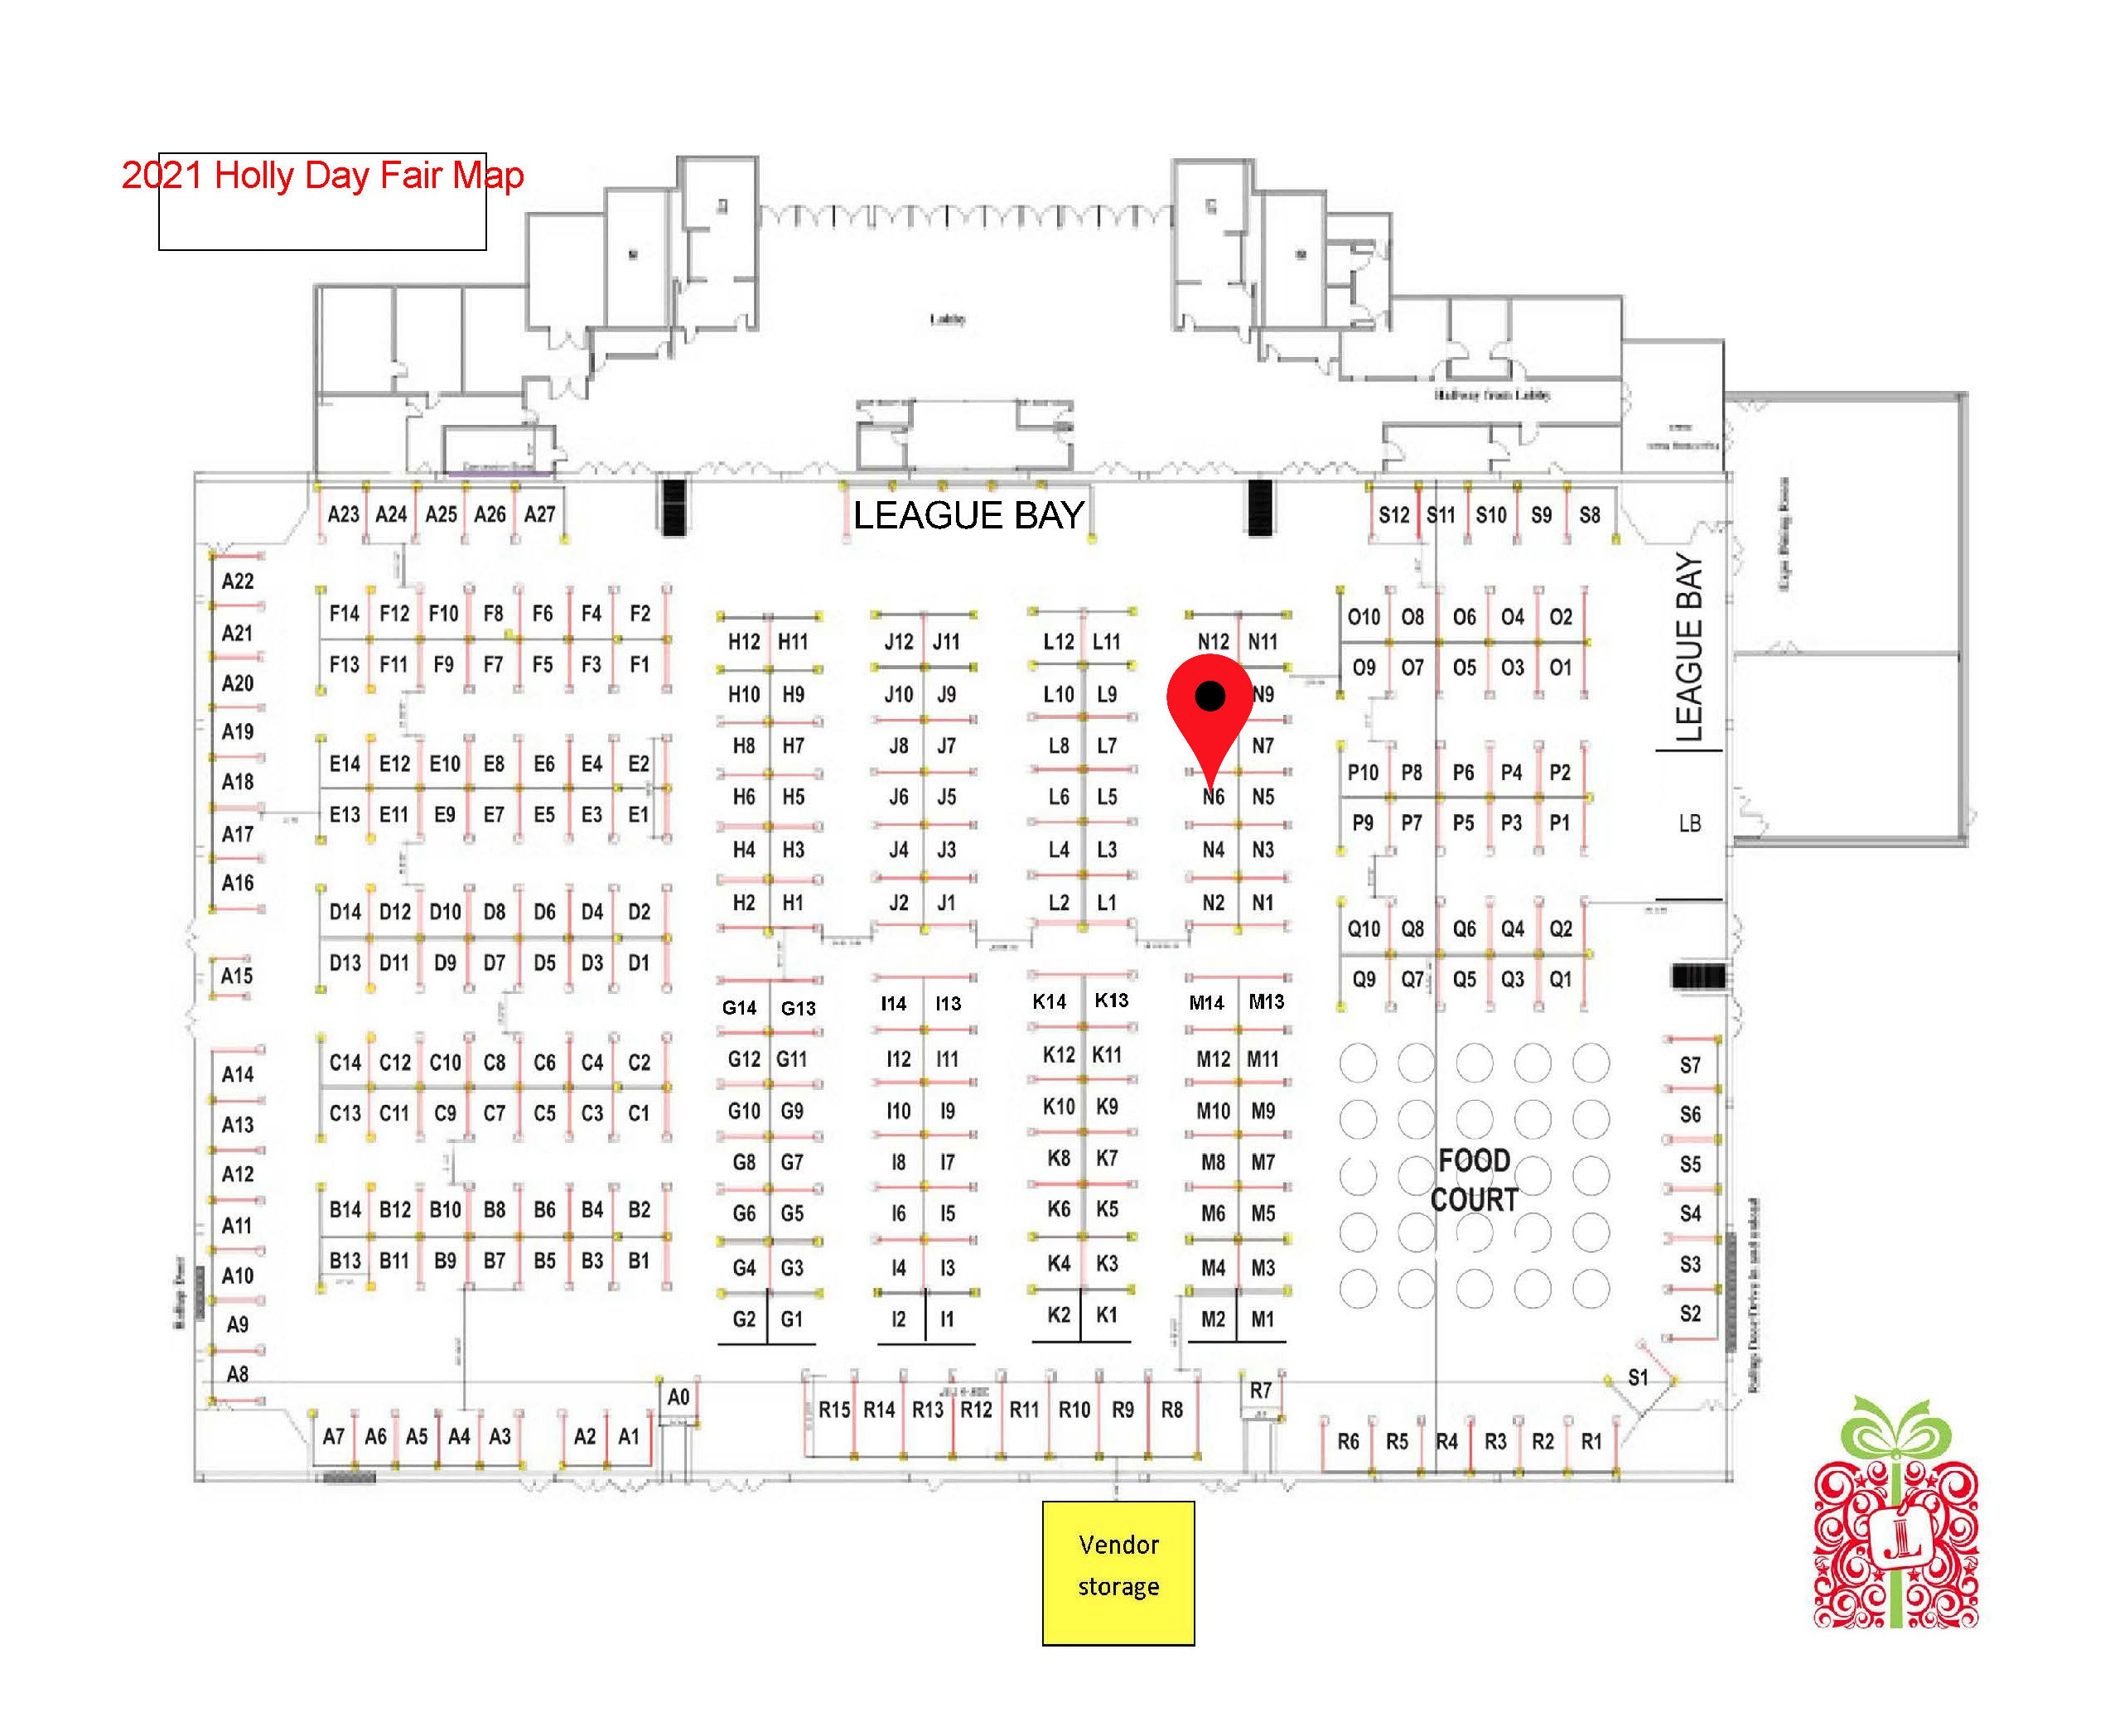 2021 Holly Day Fair Map
Lobby
Hallway from Lobby
LEAGUE BAY
A23 A24 A25 A26 A27
S12 S11 S10 S9 S8
LEAGUE BAY
LB
A22
A21
A20
A19
A18
A17
A16
A15
A14
A13
A12
A11
A10
A9
A8
F14 F12 F10 F8 F6 F4 F2
F13 F11 F9 F7 F5 F3 F1
E14 E12 E10 E8 E6 E4 E2
E13 E11 E9 E7 E5 E3 E1
D14 D12 D10 D8 D6 D4 D2
D13 D11 D9 D7 D5 D3 D1
C14 C12 C10 C8 C6 C4 C2
C13 C11 C9 C7 C5 C3 C1
B14 B12 B10 B8 B6 B4 B2
B13 B11 B9 B7 B5 B3 B1
H12 H11 J12 J11 L12 L11 N12 N11
H10 H9 J10 J9 L10 L9 N9
H8 H7 J8 J7 L8 L7 N7
H6 H5 J6 J5 L6 L5 N6 N5
H4 H3 J4 J3 L4 L3 N4 N3
H2 H1 J2 J1 L2 L1 N2 N1
G14 G13 I14 I13 K14 K13 M14 M13
G12 G11 I12 I11 K12 K11 M12 M11
G10 G9 I10 I9 K10 K9 M10 M9
G8 G7 I8 I7 K8 K7 M8 M7
G6 G5 I6 I5 K6 K5 M6 M5
G4 G3 I4 I3 K4 K3 M4 M3
G2 G1 I2 I1 K2 K1 M2 M1
O10 O8 O6 O4 O2
O9 O7 O5 O3 O1
P10 P8 P6 P4 P2
P9 P7 P5 P3 P1
Q10 Q8 Q6 Q4 Q2
Q9 Q7 Q5 Q3 Q1
FOOD
COURT
S7
S6
S5
S4
S3
S2
S1
A7 A6 A5 A4 A3 A2 A1
A0
R15 R14 R13 R12 R11 R10 R9 R8
R7
R6 R5 R4 R3 R2 R1
Vendor
storage
JL